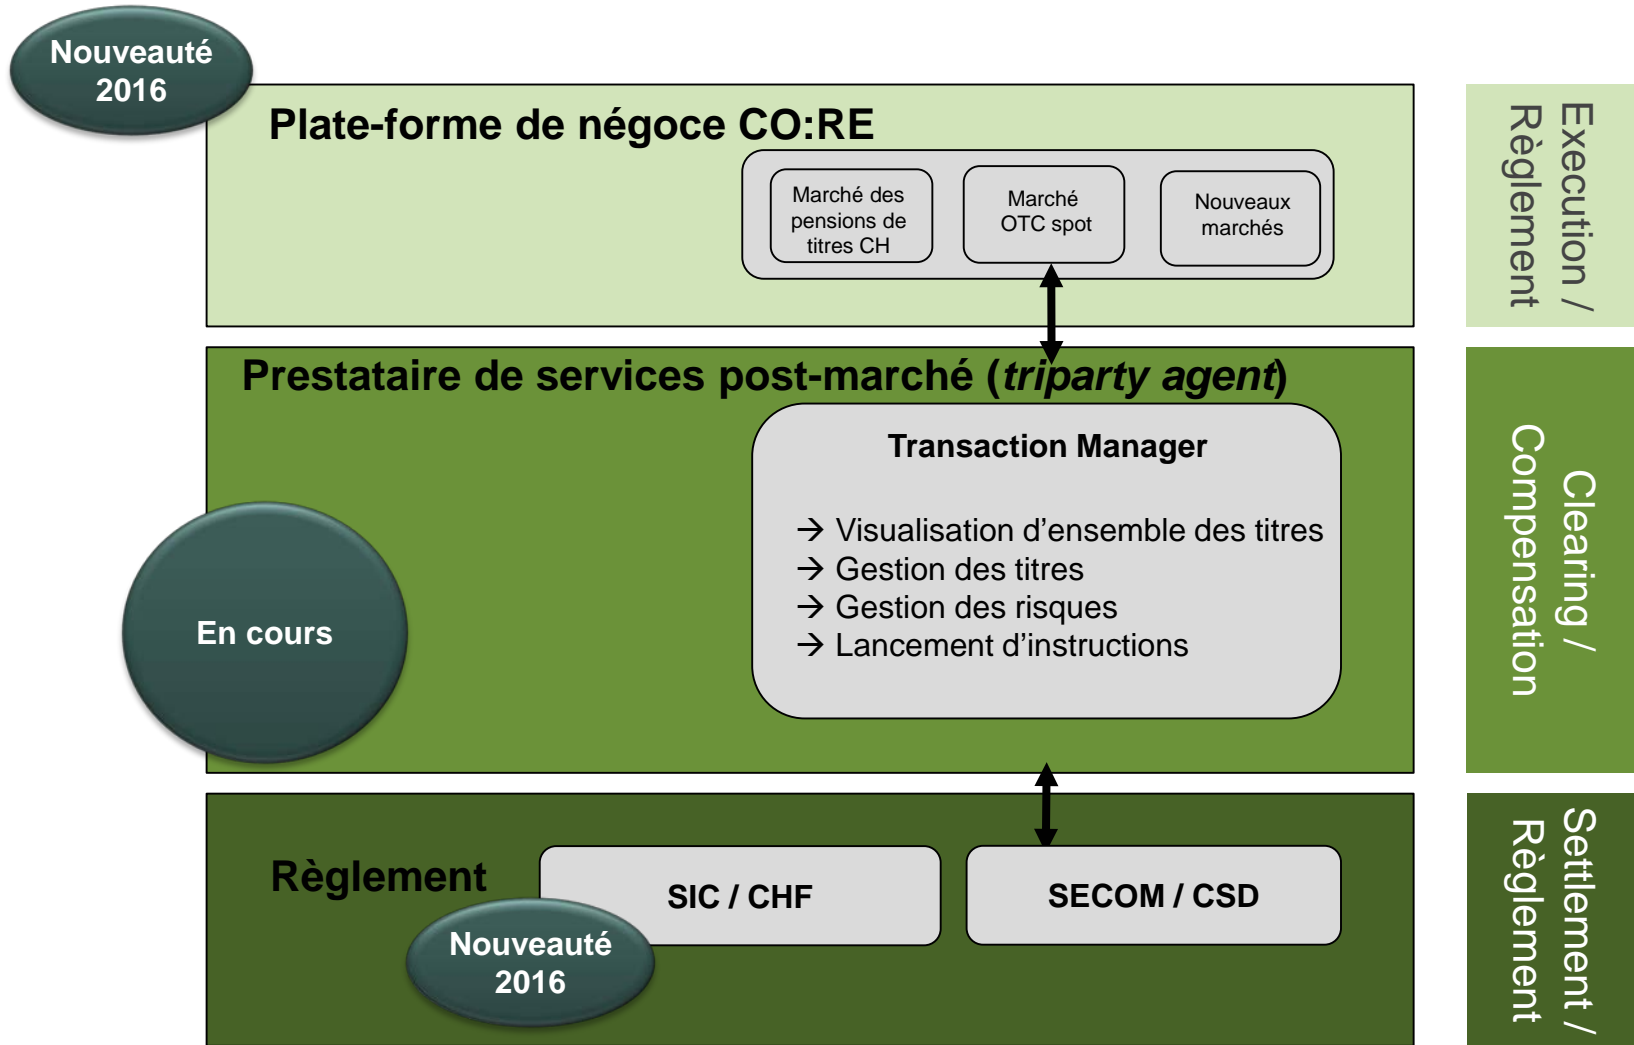 Nouveauté
2016
Plate-forme de négoce CO:RE
Marché des
pensions de
titres CH
Marché
OTC spot
Nouveaux
marchés
Execution /
Règlement
Prestataire de services post-marché (triparty agent)
Transaction Manager
→ Visualisation d’ensemble des titres
→ Gestion des titres
→ Gestion des risques
→ Lancement d’instructions
En cours
Clearing /
Compensation
Règlement
SIC / CHF
SECOM / CSD
Nouveauté
2016
Settlement /
Règlement